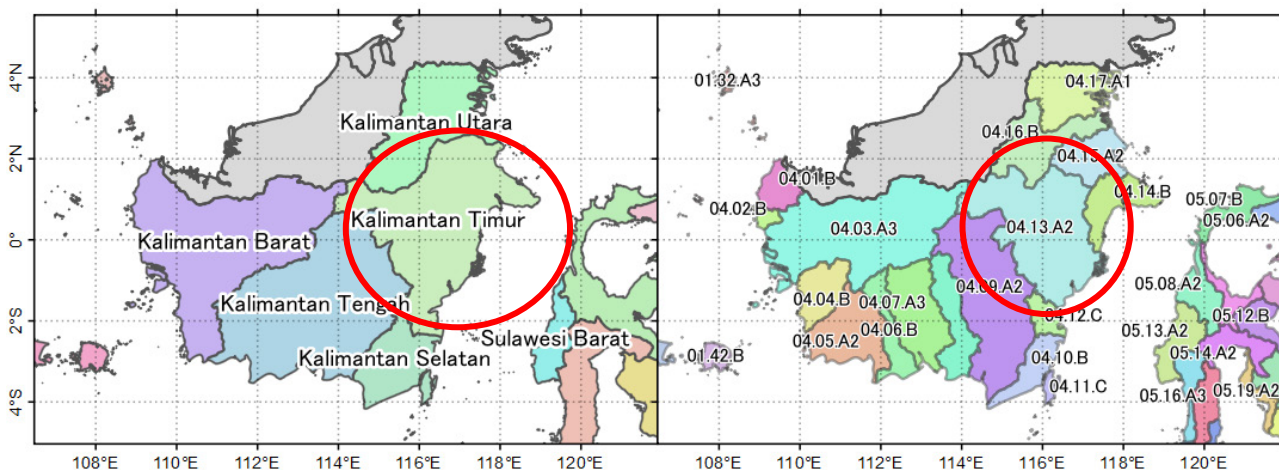 4°N
2°N
0°
2°S
4°S
Kalimantan Utara
Kalimantan Timur
Kalimantan Barat
Kalimantan Tengah
Sulawesi Barat
Kalimantan Selatan
108°E 110°E 112°E 114°E 116°E 118°E 120°E
01.32.A3
04.17.A1
04.16.B
04.15.A2
04.01.B
04.14.B
04.02.B
05.07.B
04.03.A3
04.13.A2
05.06.A2
04.09.A2
05.08.A2
04.04.B
04.07.A3
04.12.C
05.12.B
04.05.A2
04.06.B
05.13.A2
01.42.B
04.10.B
05.14.A2
04.11.C
05.16.A3
05.19.A2
108°E 110°E 112°E 114°E 116°E 118°E 120°E